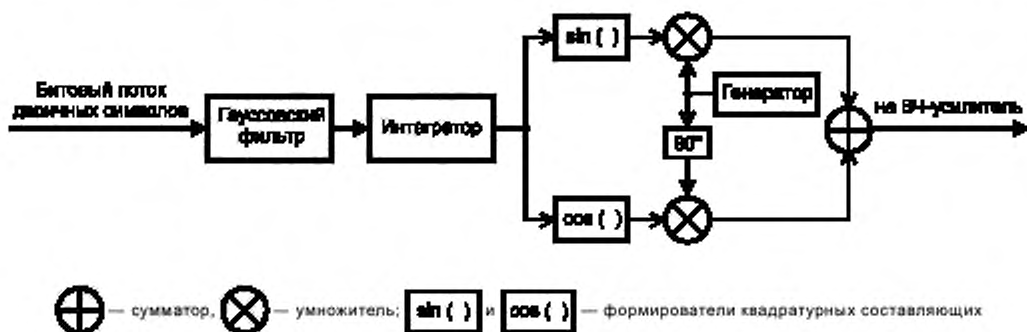 Битовый поток
двоичных символов
Гауссовский
фильтр
Интегратор
sin ( )
cos ( )
Генератор
90°
на ВЧ-усилитель
— сумматор, — умножитель; sin ( ) и cos ( ) — формирователи квадратурных составляющих